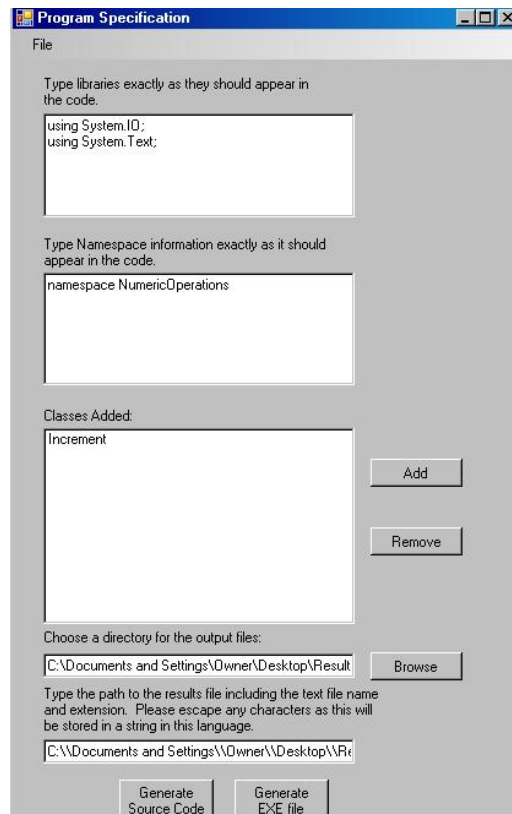 Program Specification
File
Type libraries exactly as they should appear in
the code.
using System.IO;
using System.Text;
Type Namespace information exactly as it should
appear in the code.
namespace NumericOperations
Classes Added:
Increment
Add
Remove
Choose a directory for the output files:
C:\Documents and Settings\Owner\Desktop\Result
Browse
Type the path to the results file including the text file name
and extension. Please escape any characters as this will
be stored in a string in this language.
C:\\Documents and Settings\\Owner\\Desktop\\Re
Generate
Source Code
Generate
EXE file